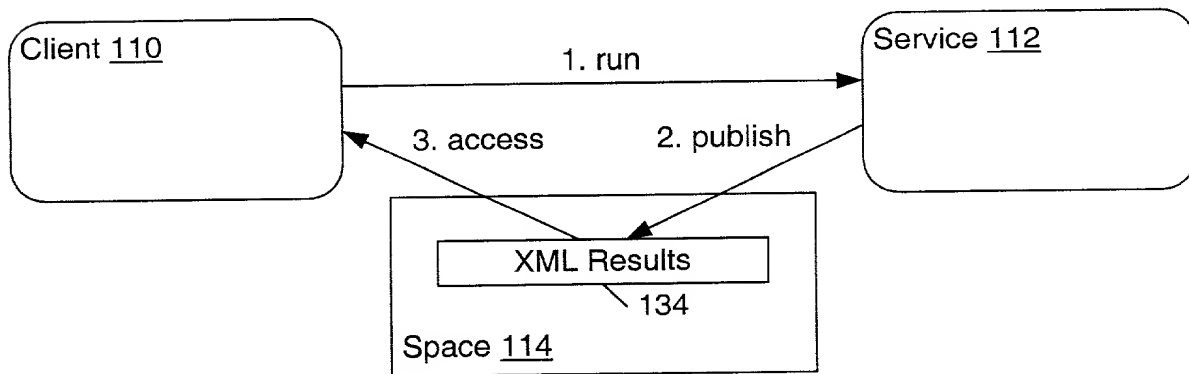 Client 110
1. run
Service 112
3. access
2. publish
XML Results
134
Space 114